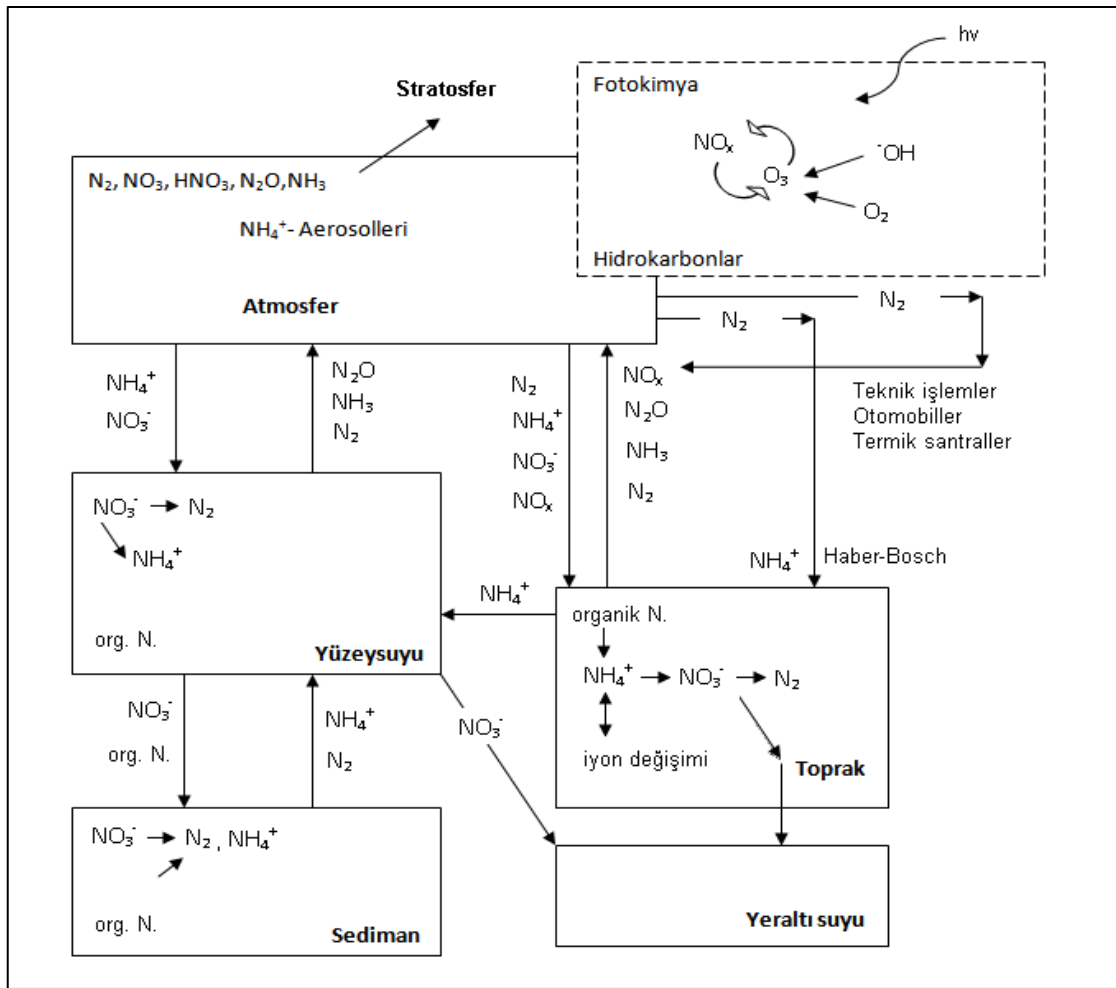 hv
Fotokimya
Stratosfer
NOₓ
O₃
⁻OH
O₂
Hidrokarbonlar
N₂, NO₃, HNO₃, N₂O,NH₃
NH₄⁺- Aerosolleri
Atmosfer
N₂
N₂
NH₄⁺
NO₃⁻
N₂O
NH₃
N₂
N₂
NH₄⁺
NO₃⁻
NOₓ
NOₓ
N₂O
NH₃
N₂
Teknik işlemler
Otomobiller
Termik santraller
NH₄⁺
Haber-Bosch
NO₃⁻ N₂
NH₄⁺
org. N.
Yüzeysuyu
NH₄⁺
organik N.
NH₄⁺ NO₃⁻ N₂
iyon değişimi
Toprak
NO₃⁻
org. N.
NH₄⁺
N₂
NO₃⁻
NO₃⁻ N₂ , NH₄⁺
org. N.
Sediman
Yeraltı suyu